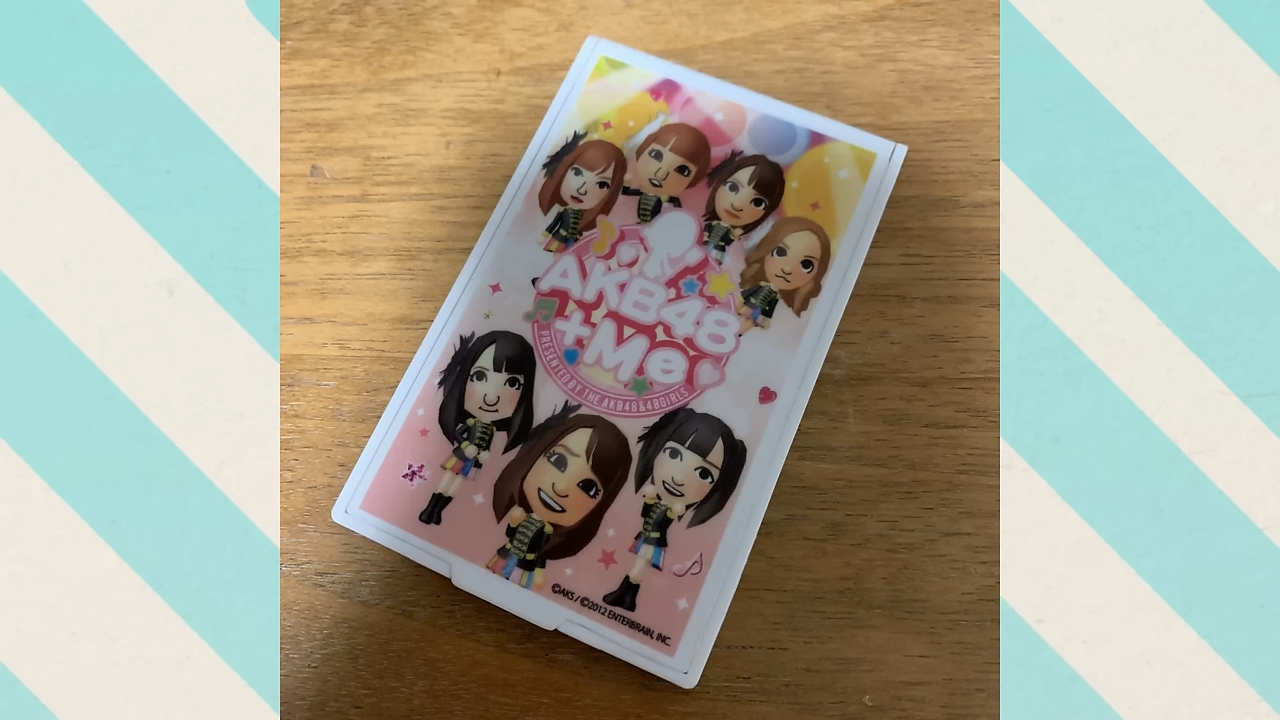 AKB48
+Me
PRESENTED BY THE AKB48&48GIRLS
©AKS / ©2012 ENTERBRAIN, INC.